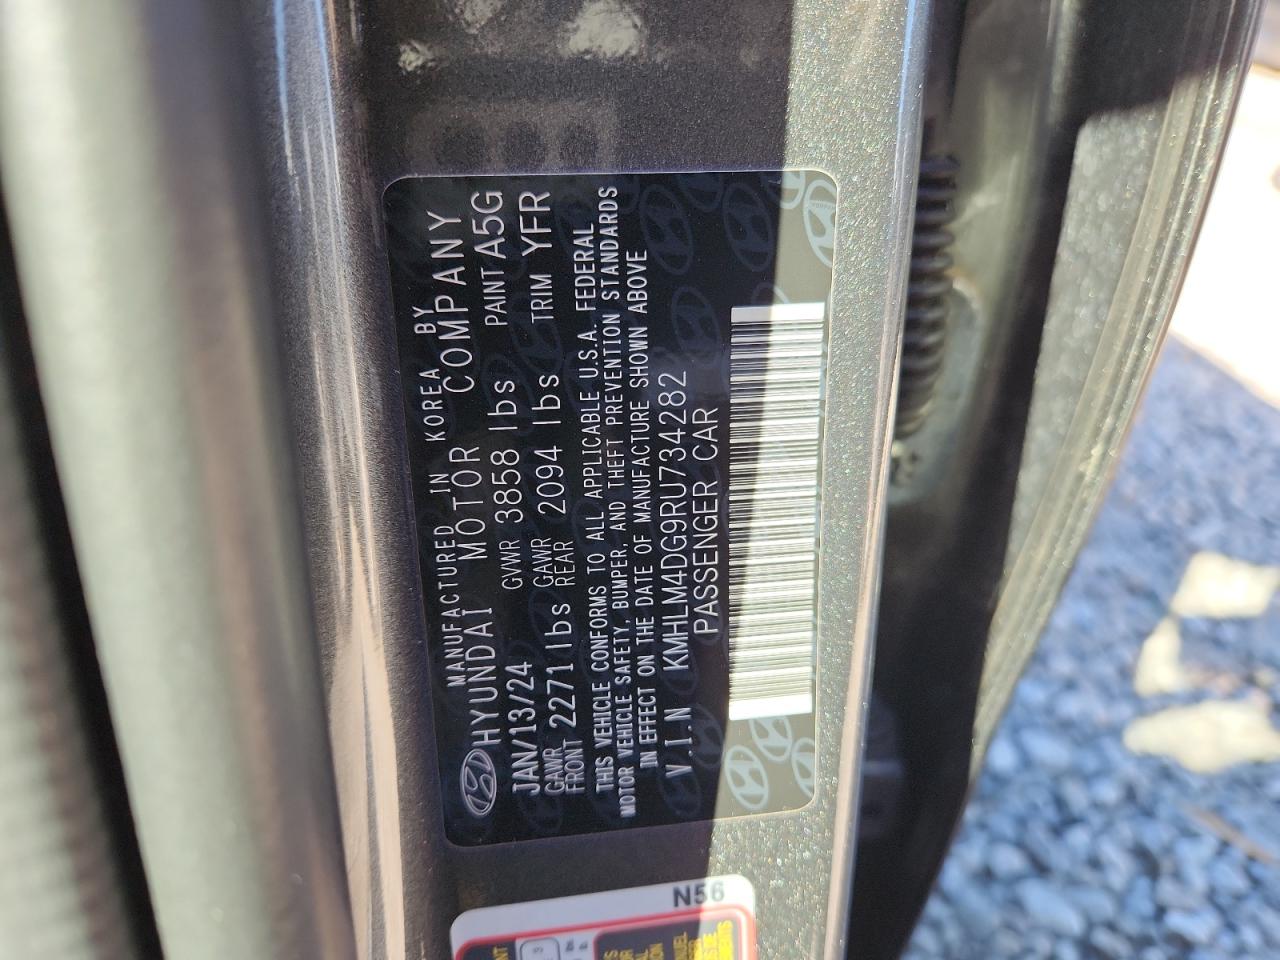 MANUFACTURED IN KOREA BY
HYUNDAI MOTOR COMPANY
JAN/13/24 GVWR 3858 lbs PAINT A5G
GAWR FRONT 2271 lbs GAWR REAR 2094 lbs TRIM YFR
THIS VEHICLE CONFORMS TO ALL APPLICABLE U.S.A. FEDERAL
MOTOR VEHICLE SAFETY, BUMPER, AND THEFT PREVENTION STANDARDS
IN EFFECT ON THE DATE OF MANUFACTURE SHOWN ABOVE
V.I.N KMHLM4DG9RU734282
PASSENGER CAR
N56